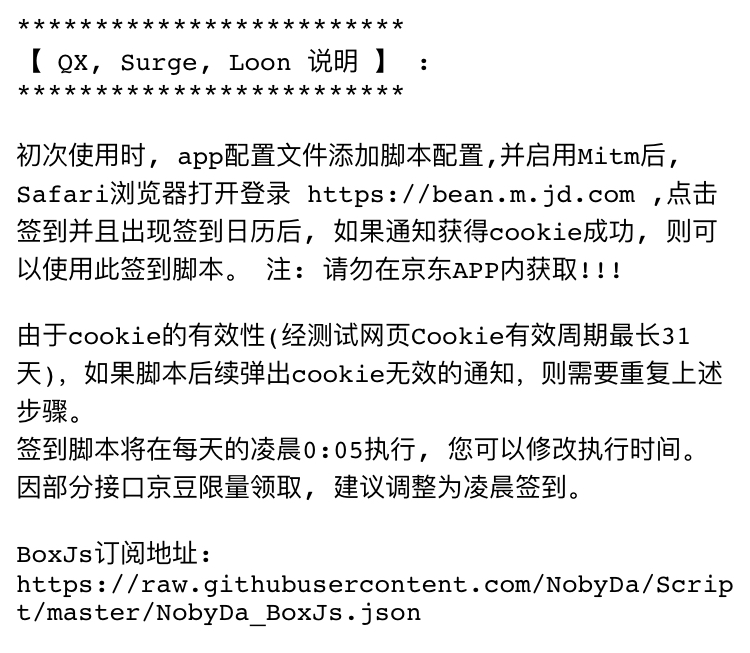 *************************
【 QX, Surge, Loon 说明 】 :
*************************
初次使用时, app配置文件添加脚本配置,并启用Mitm后,
Safari浏览器打开登录 https://bean.m.jd.com ,点击
签到并且出现签到日历后, 如果通知获得cookie成功, 则可
以使用此签到脚本。 注: 请勿在京东APP内获取!!!
由于cookie的有效性(经测试网页Cookie有效周期最长31
天)，如果脚本后续弹出cookie无效的通知，则需要重复上述
步骤。
签到脚本将在每天的凌晨0:05执行, 您可以修改执行时间。
因部分接口京豆限量领取, 建议调整为凌晨签到。
BoxJs订阅地址:
https://raw.githubusercontent.com/NobyDa/Scrip
t/master/NobyDa_BoxJs.json